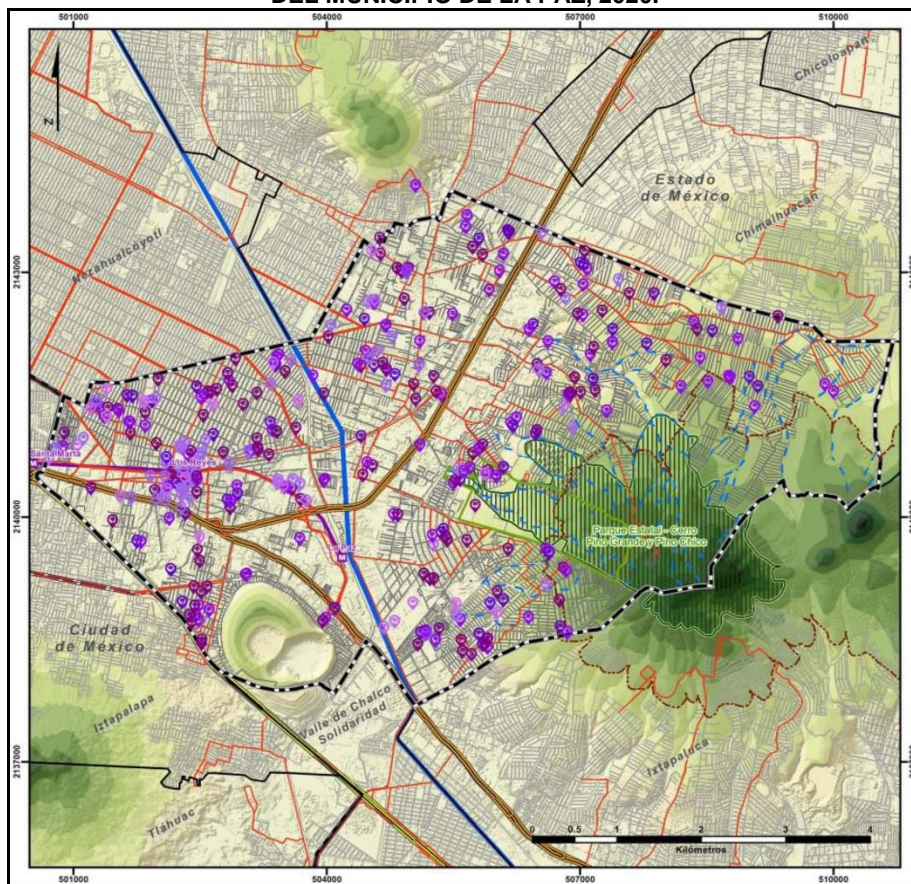 DEL MUNICIPIO DE LA PAZ, 2020.
501000 504000 507000 510000
N
Chicoloapan
Estado
de México
Chimalhuacán
Nezahualcóyotl
2143000
Santa Marta
M
Los Reyes
2140000
La Paz
M
Parque Estatal - Cerro
Pino Grande y Pino Chico
Ciudad
de México
Iztapalapa
Valle de Chalco
Solidaridad
Ixtapaluca
2137000
Tláhuac
0 0.5 1 2 3 4
Kilómetros
501000 504000 507000 510000